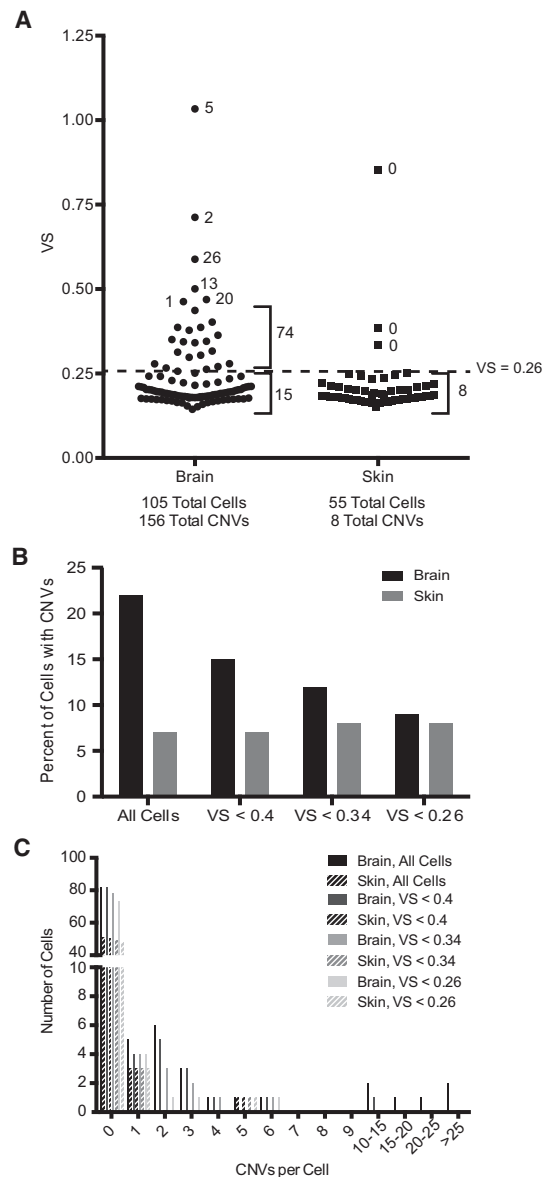 A
1.25
1.00
0.75
0.50
0.25
0.00
VS
5
2
26
13
1
20
74
15
0
0
0
8
VS = 0.26
Brain
Skin
105 Total Cells
156 Total CNVs
55 Total Cells
8 Total CNVs
B
25
20
15
10
5
0
Percent of Cells with CNVs
Brain
Skin
All Cells
VS < 0.4
VS < 0.34
VS < 0.26
C
100
80
60
40
10
8
6
4
2
0
Number of Cells
Brain, All Cells
Skin, All Cells
Brain, VS < 0.4
Skin, VS < 0.4
Brain, VS < 0.34
Skin, VS < 0.34
Brain, VS < 0.26
Skin, VS < 0.26
0
1
2
3
4
5
6
7
8
9
10-15
15-20
20-25
>25
CNVs per Cell